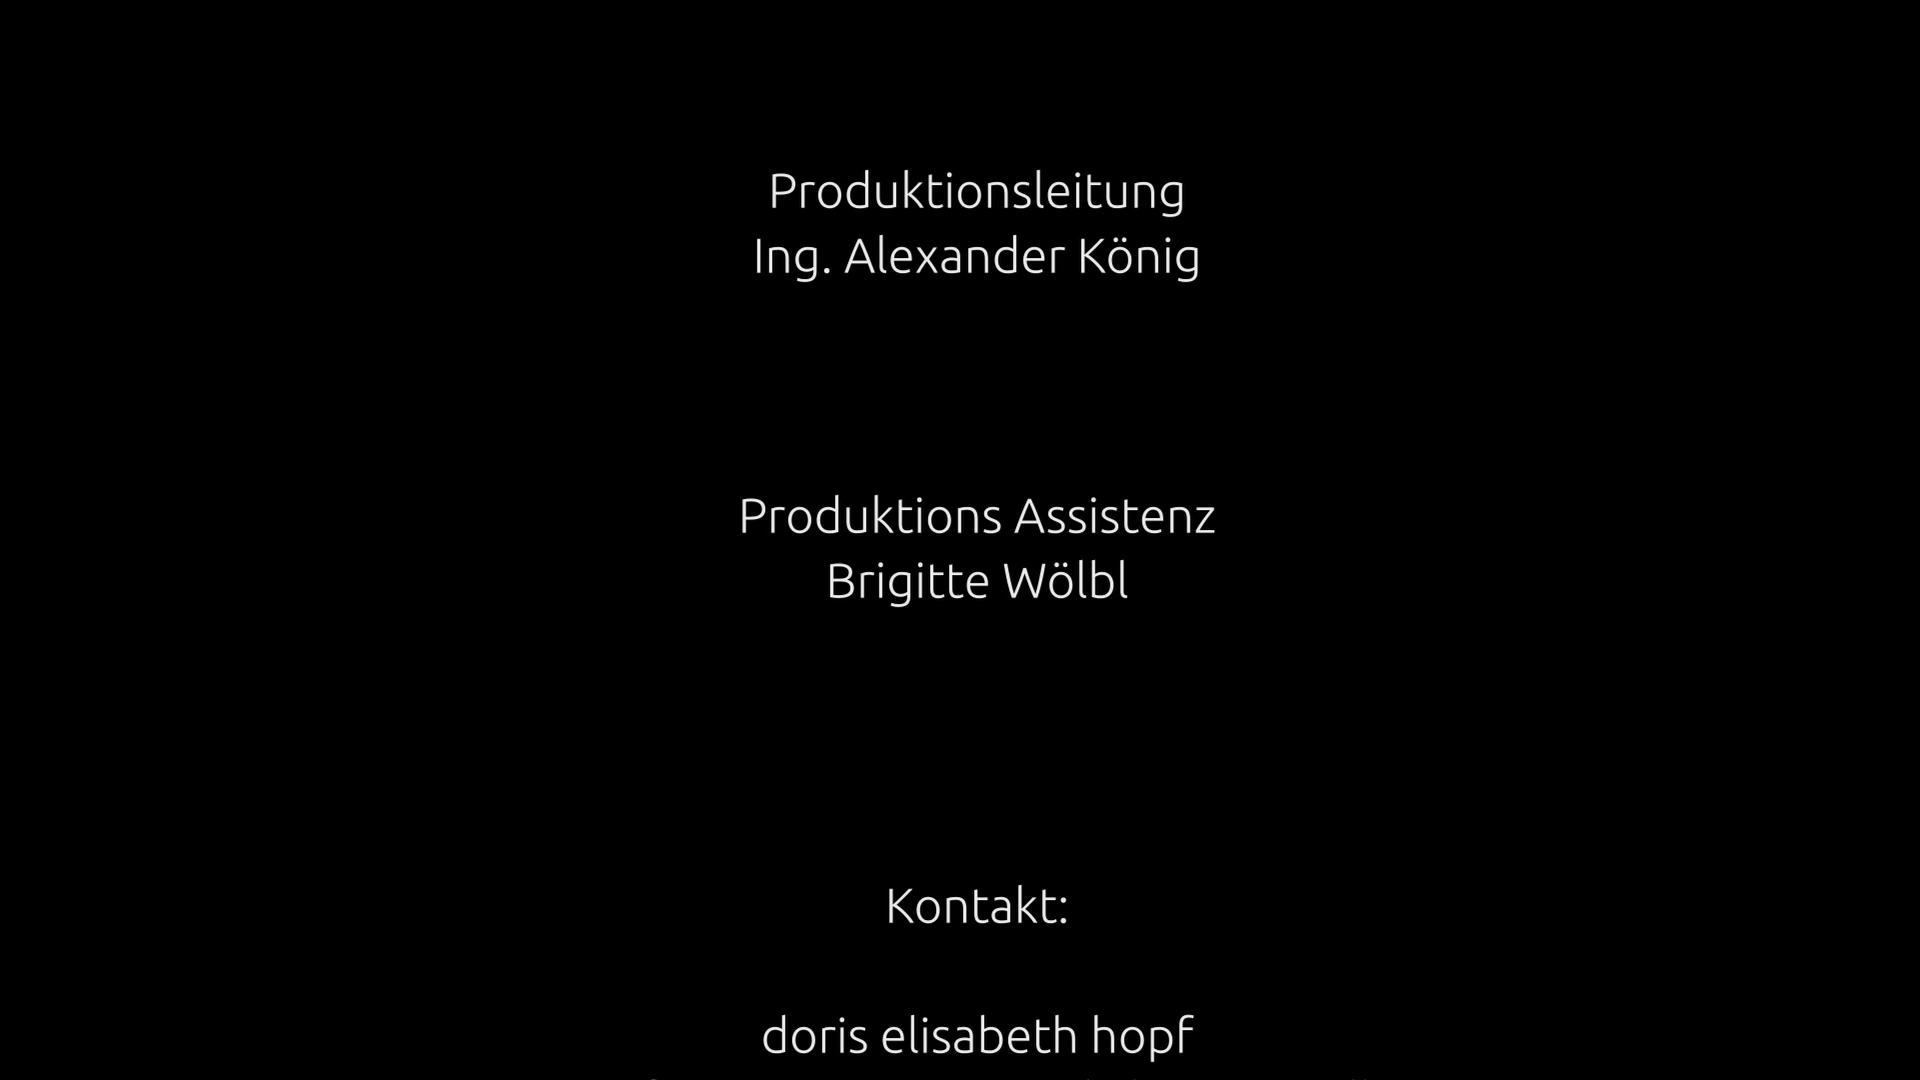 Produktionsleitung
Ing. Alexander König
Produktions Assistenz
Brigitte Wölbl
Kontakt:
doris elisabeth hopf